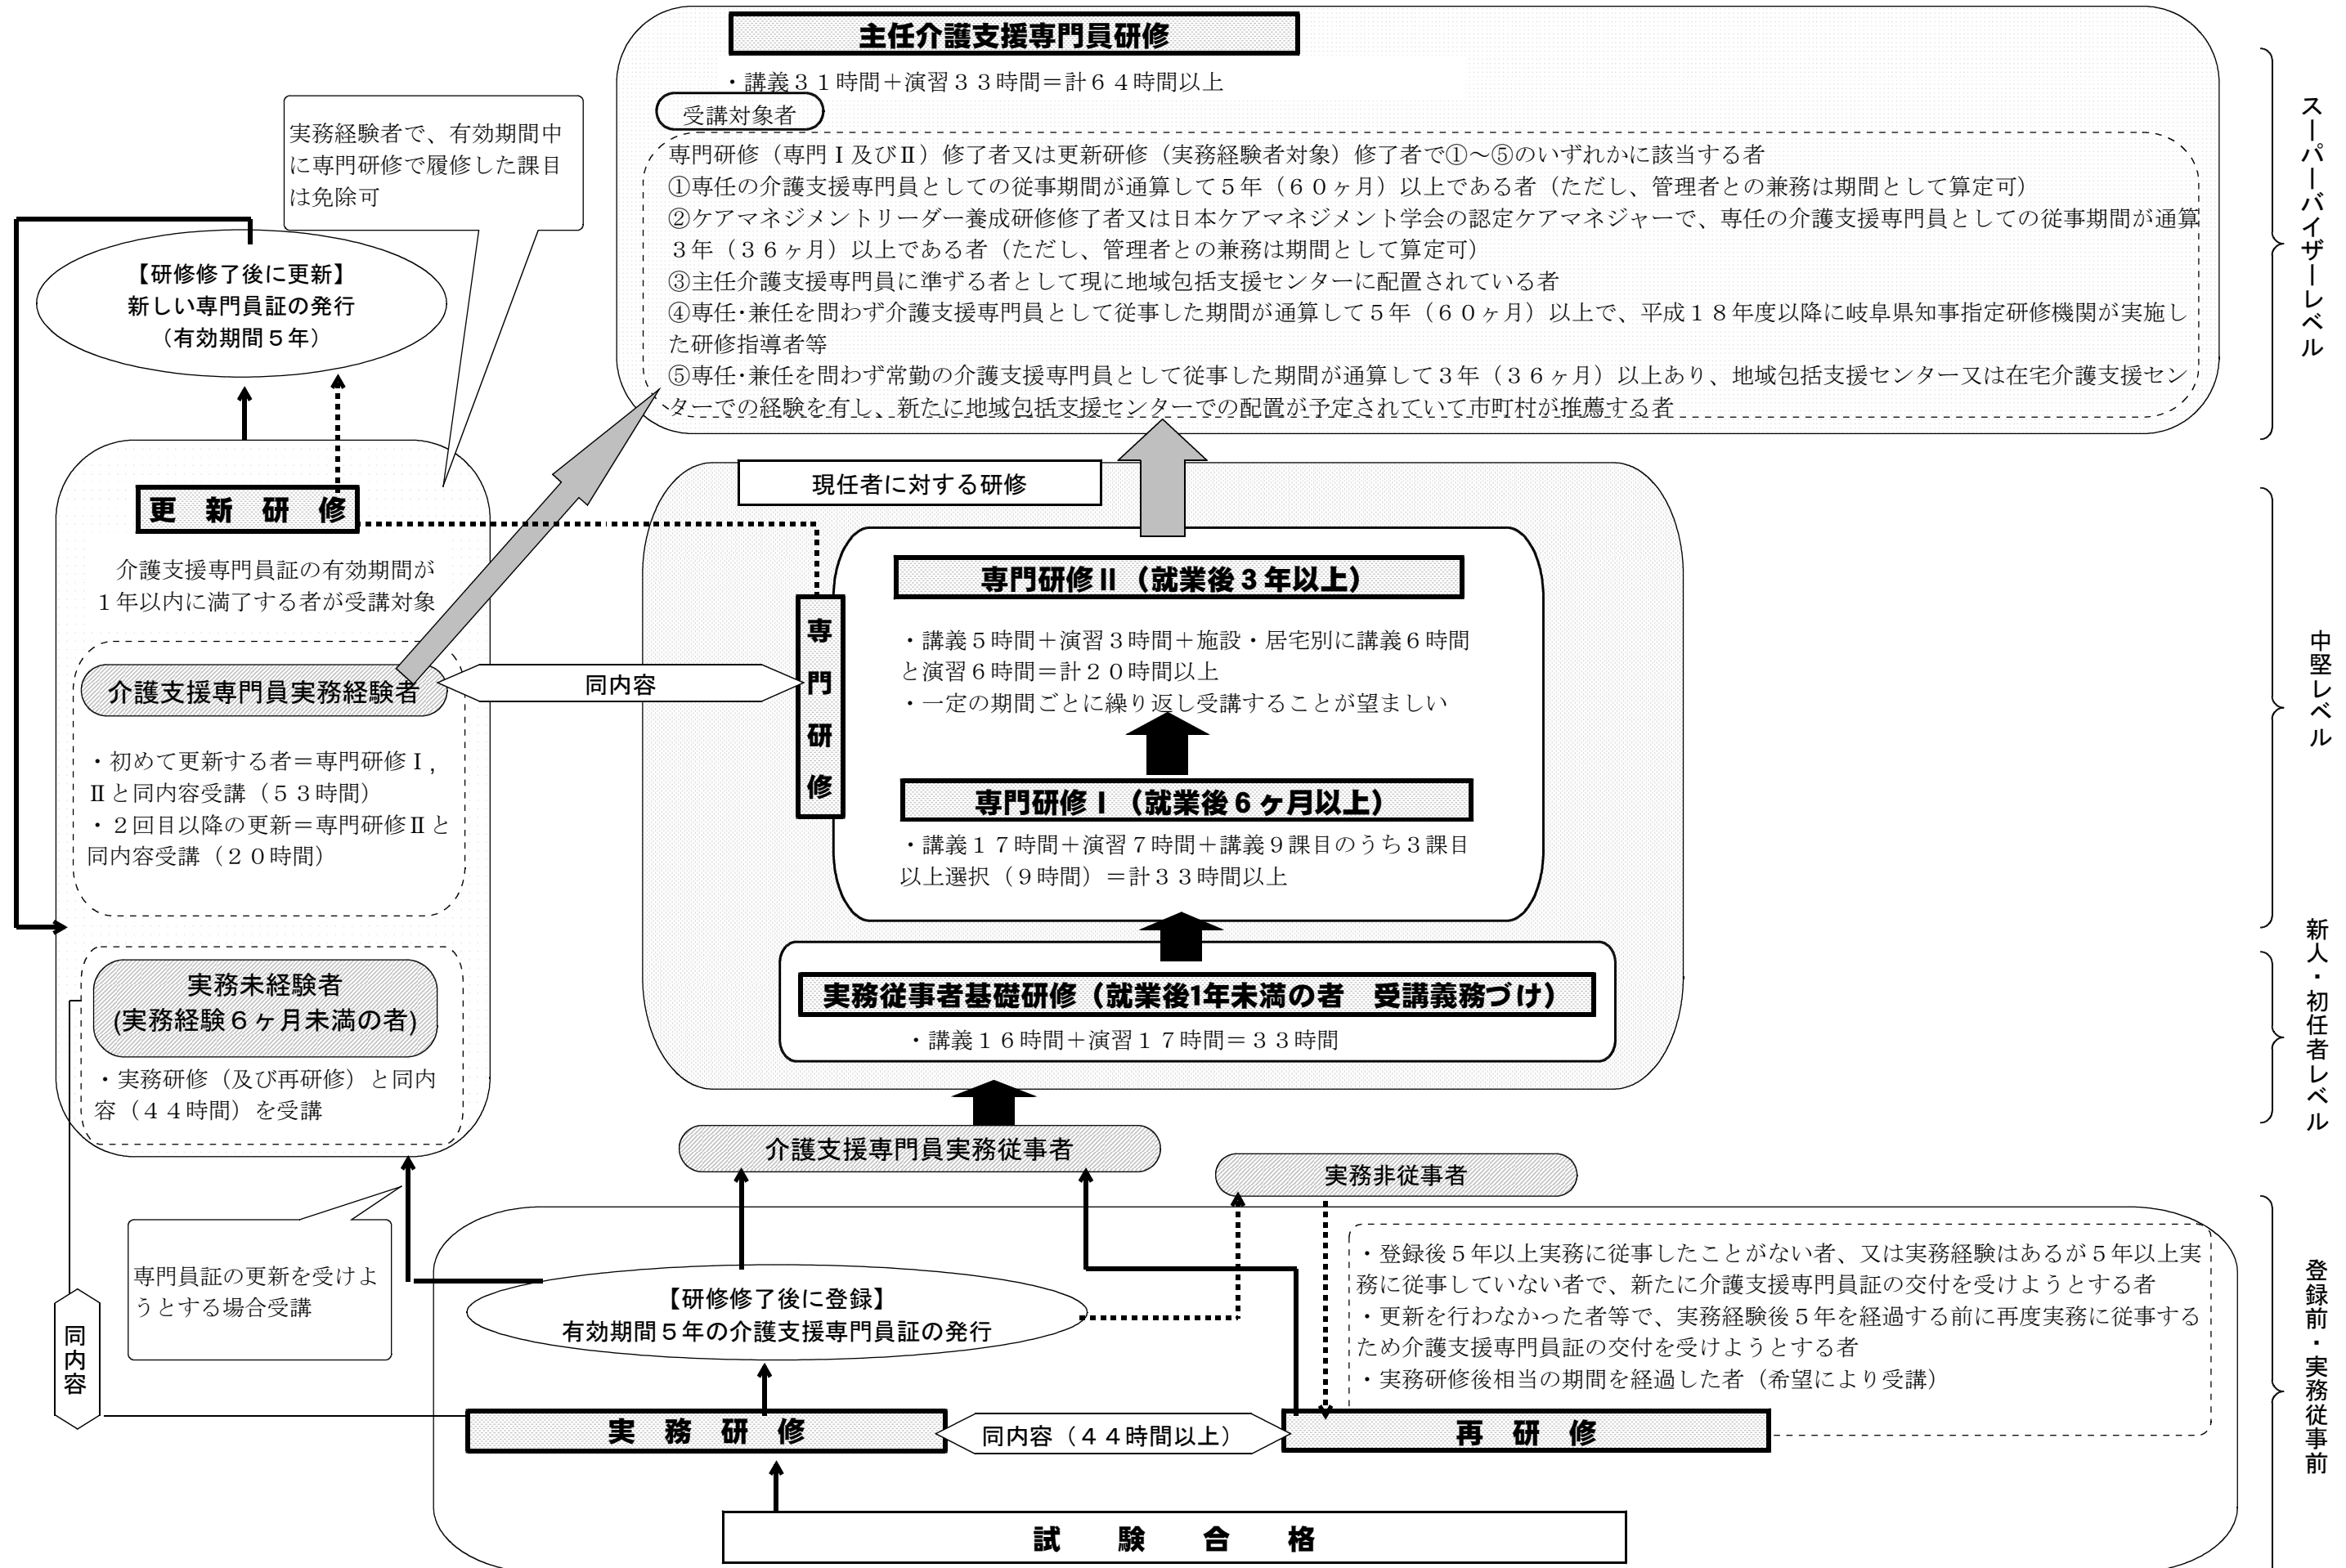 主任介護支援専門員研修
・講義３１時間＋演習３３時間＝計６４時間以上
受講対象者
専門研修（専門Ⅰ及びⅡ）修了者又は更新研修（実務経験者対象）修了者で①～⑤のいずれかに該当する者
①専任の介護支援専門員としての従事期間が通算して５年（６０ヶ月）以上である者（ただし、管理者との兼務は期間として算定可）
②ケアマネジメントリーダー養成研修修了者又は日本ケアマネジメント学会の認定ケアマネジャーで、専任の介護支援専門員としての従事期間が通算
３年（３６ヶ月）以上である者（ただし、管理者との兼務は期間として算定可）
③主任介護支援専門員に準ずる者として現に地域包括支援センターに配置されている者
④専任･兼任を問わず介護支援専門員として従事した期間が通算して５年（６０ヶ月）以上で、平成１８年度以降に岐阜県知事指定研修機関が実施し
た研修指導者等
⑤専任･兼任を問わず常勤の介護支援専門員として従事した期間が通算して３年（３６ヶ月）以上あり、地域包括支援センター又は在宅介護支援セン
ターでの経験を有し、新たに地域包括支援センターでの配置が予定されていて市町村が推薦する者
スーパーバイザーレベル
実務経験者で、有効期間中
に専門研修で履修した課目
は免除可
【研修修了後に更新】
新しい専門員証の発行
（有効期間５年）
更　新　研　修
介護支援専門員証の有効期間が
１年以内に満了する者が受講対象
介護支援専門員実務経験者
・初めて更新する者＝専門研修Ⅰ，
Ⅱと同内容受講（５３時間）
・２回目以降の更新＝専門研修Ⅱと
同内容受講（２０時間）
同内容
現任者に対する研修
専門研修
専門研修Ⅱ（就業後３年以上）
・講義５時間＋演習３時間＋施設・居宅別に講義６時間
と演習６時間＝計２０時間以上
・一定の期間ごとに繰り返し受講することが望ましい
専門研修Ⅰ（就業後６ヶ月以上）
・講義１７時間＋演習７時間＋講義９課目のうち３課目
以上選択（９時間）＝計３３時間以上
中堅レベル
実務未経験者
(実務経験６ヶ月未満の者)
・実務研修（及び再研修）と同内
容（４４時間）を受講
実務従事者基礎研修（就業後1年未満の者　受講義務づけ）
・講義１６時間＋演習１７時間＝３３時間
新人・初任者レベル
介護支援専門員実務従事者
実務非従事者
専門員証の更新を受けよ
うとする場合受講
同内容
【研修修了後に登録】
有効期間５年の介護支援専門員証の発行
・登録後５年以上実務に従事したことがない者、又は実務経験はあるが５年以上実
務に従事していない者で、新たに介護支援専門員証の交付を受けようとする者
・更新を行わなかった者等で、実務経験後５年を経過する前に再度実務に従事する
ため介護支援専門員証の交付を受けようとする者
・実務研修後相当の期間を経過した者（希望により受講）
実　務　研　修
同内容（４４時間以上）
再　研　修
試　験　合　格
登録前・実務従事前